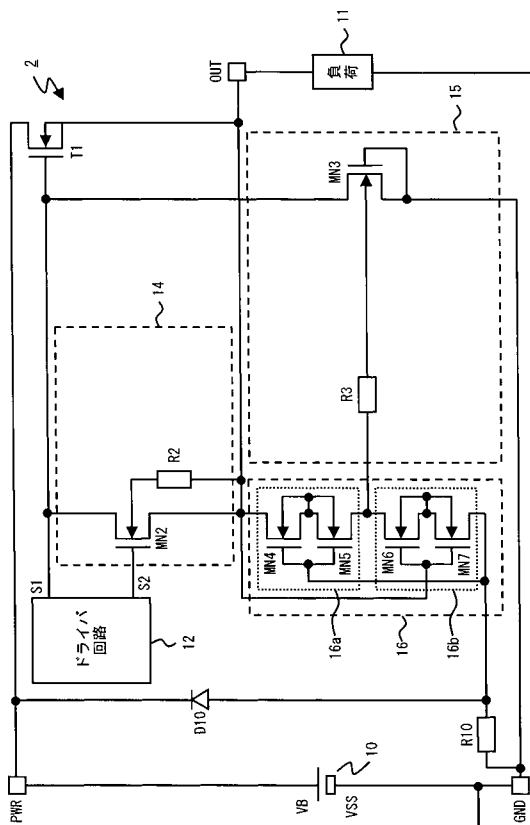 2
PWR
T1
OUT
11
負荷
14
15
S1
S2
MN2
R2
ドライバ
回路
12
MN3
R3
MN4
MN5
MN6
MN7
16a
16
16b
D10
R10
10
VB
VSS
GND